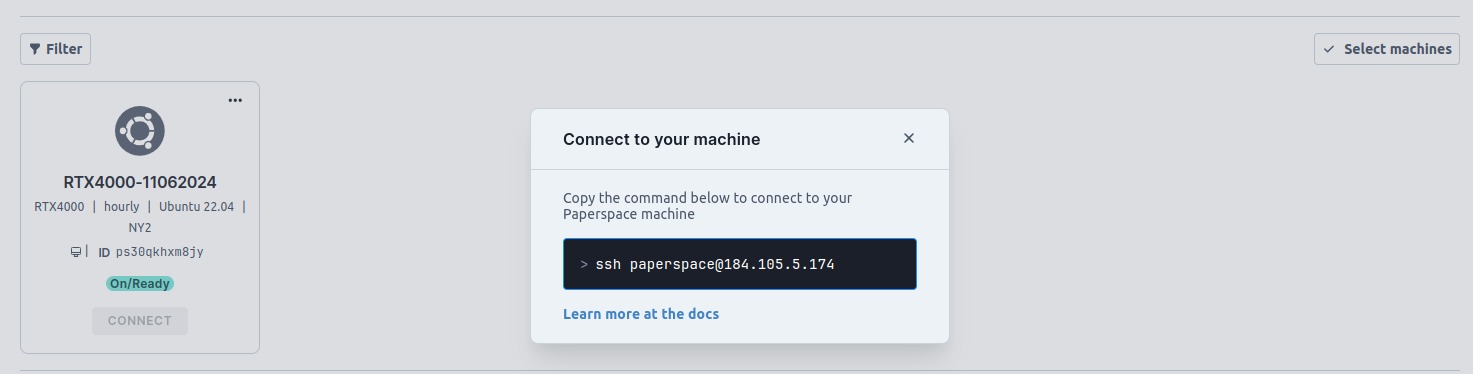 Filter
Select machines
RTX4000-11062024
RTX4000 | hourly | Ubuntu 22.04 |
NY2
| ID ps30qkhxm8jy
On/Ready
CONNECT
Connect to your machine
Copy the command below to connect to your
Paperspace machine
> ssh paperspace@184.105.5.174
Learn more at the docs